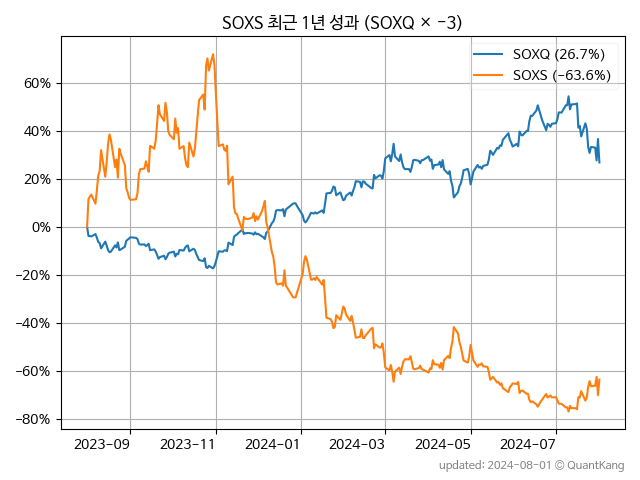 SOXS 최근 1년 성과 (SOXQ × −3)
SOXQ (26.7%)
SOXS (−63.6%)
60%
40%
20%
0%
−20%
−40%
−60%
−80%
2023−09 2023−11 2024−01 2024−03 2024−05 2024−07
updated: 2024−08−01 © QuantKang